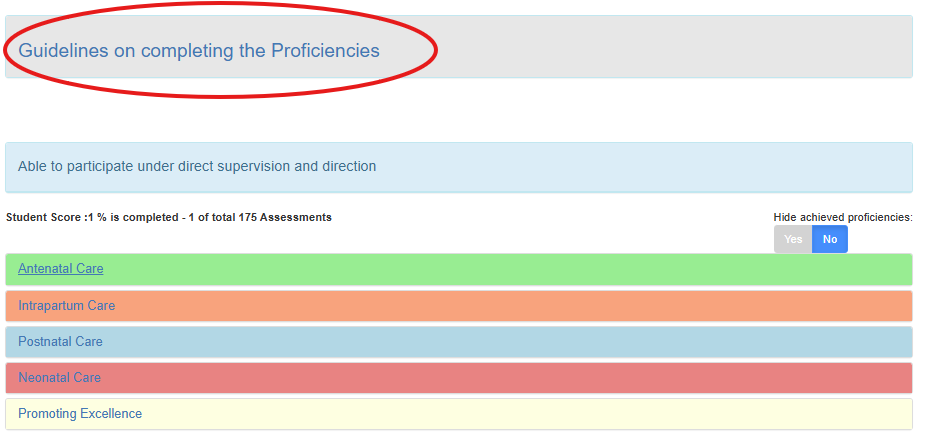 Guidelines on completing the Proficiencies
Able to participate under direct supervision and direction
Student Score :1 % is completed - 1 of total 175 Assessments
Hide achieved proficiencies:
Yes No
Antenatal Care
Intrapartum Care
Postnatal Care
Neonatal Care
Promoting Excellence